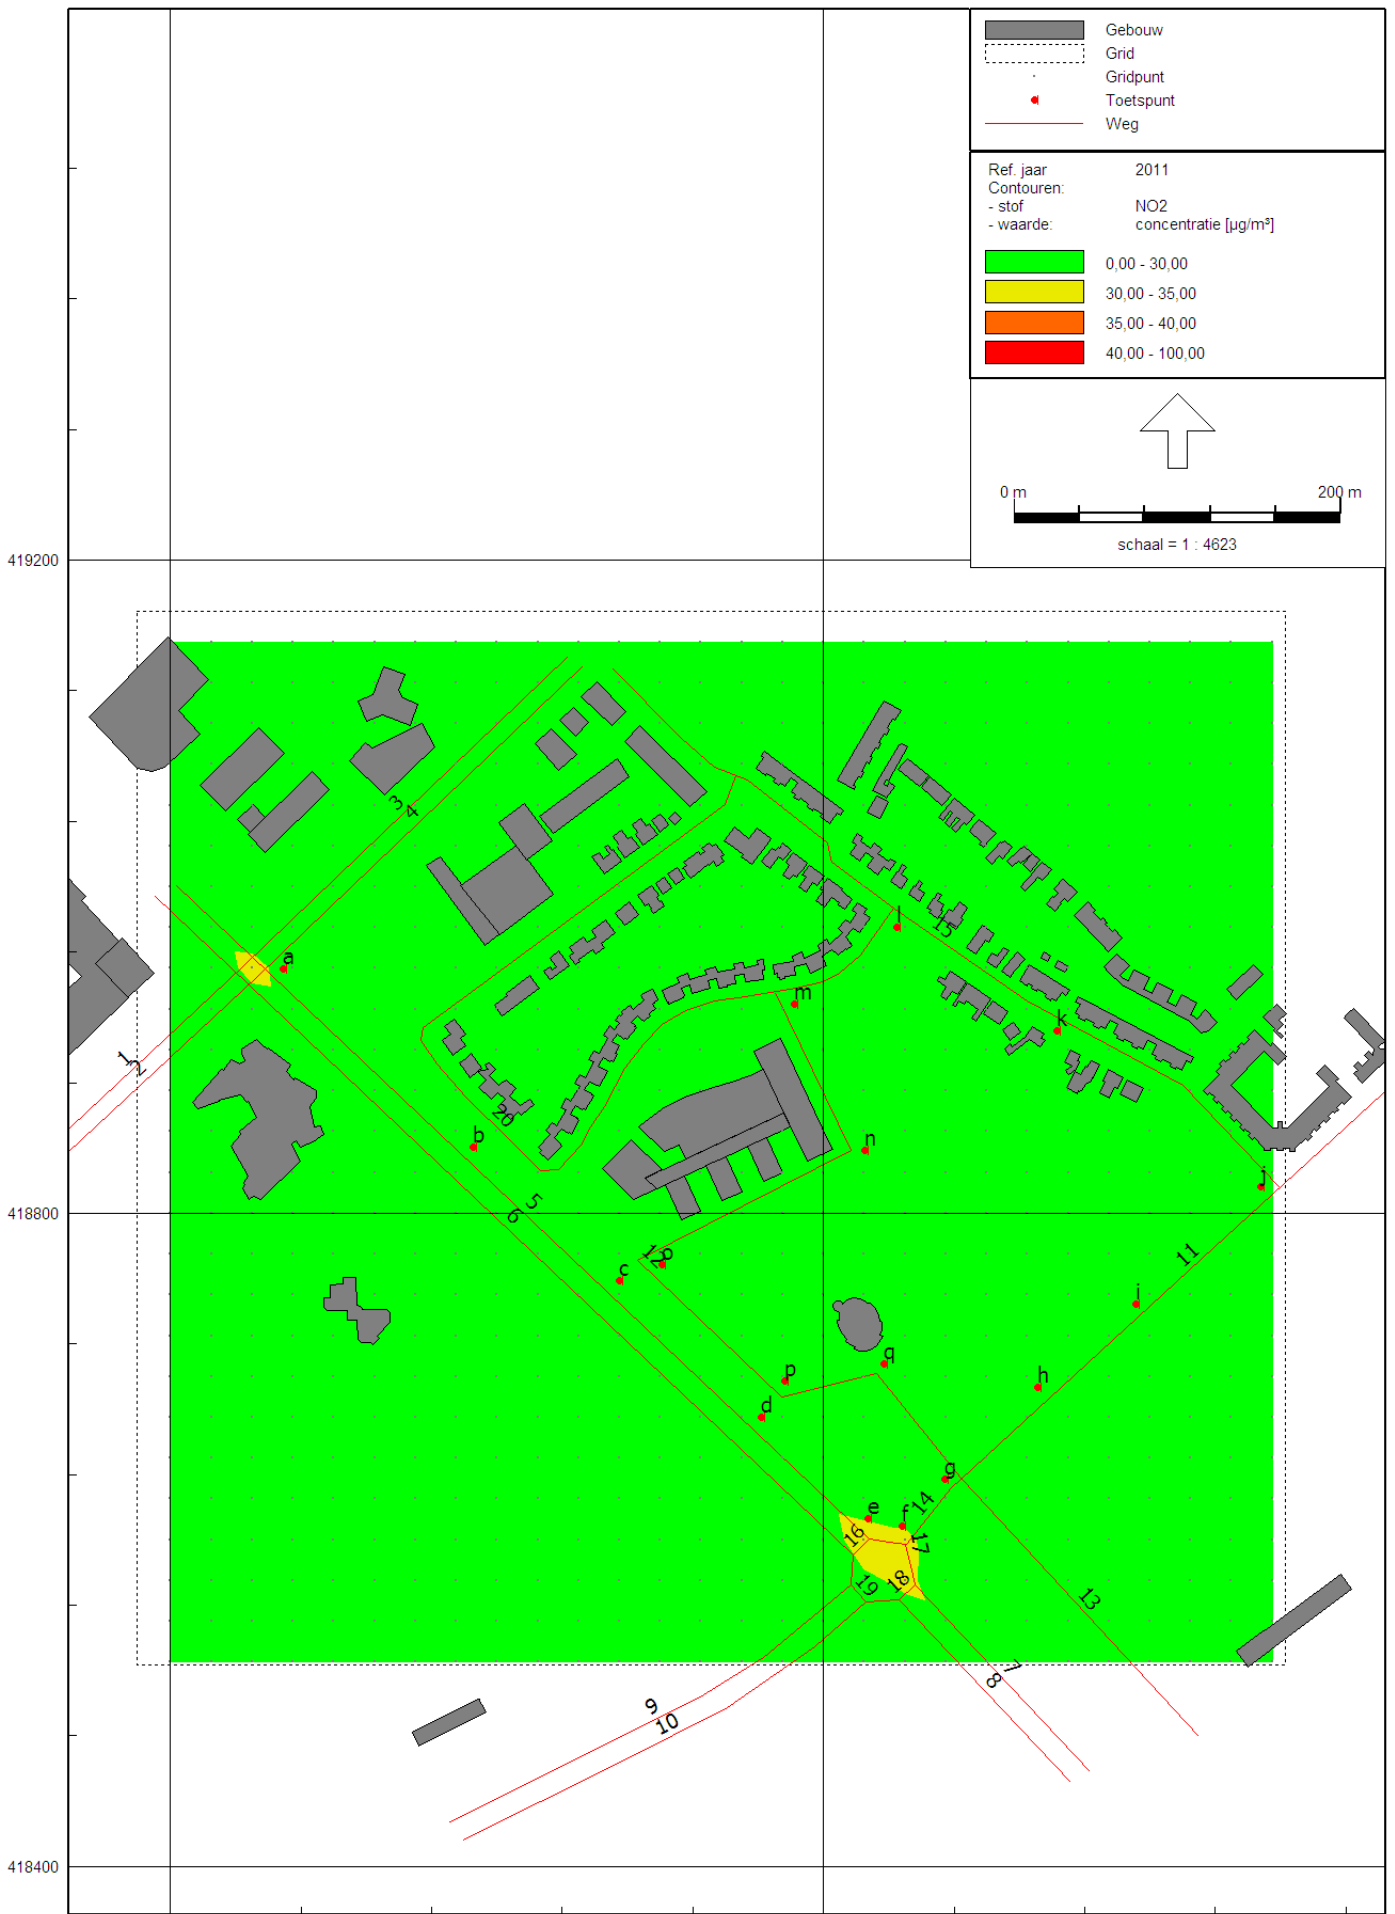 Gebouw
Grid
Gridpunt
Toetspunt
Weg
Ref. jaar 2011
Contouren:
- stof NO2
- waarde: concentratie [µg/m³]
0,00 - 30,00
30,00 - 35,00
35,00 - 40,00
40,00 - 100,00
0 m 200 m
schaal = 1 : 4623
419200
3
4
l
15
a
m
k
1
2
20
b
n
j
5
6
418800
12
o
c
11
i
q
p
h
d
g
14
e
f
16
17
19
18
13
7
8
9
10
418400